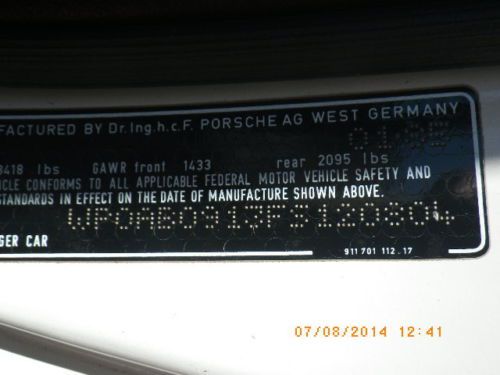 FACTURED BY Dr.Ing.h.c.F. PORSCHE AG WEST GERMANY
3418 lbs GAWR front 1433 rear 2095 lbs
ICLE CONFORMS TO ALL APPLICABLE FEDERAL MOTOR VEHICLE SAFETY AND
STANDARDS IN EFFECT ON THE DATE OF MANUFACTURE SHOWN ABOVE.
GER CAR
911 701 112.17
07/08/2014 12:41